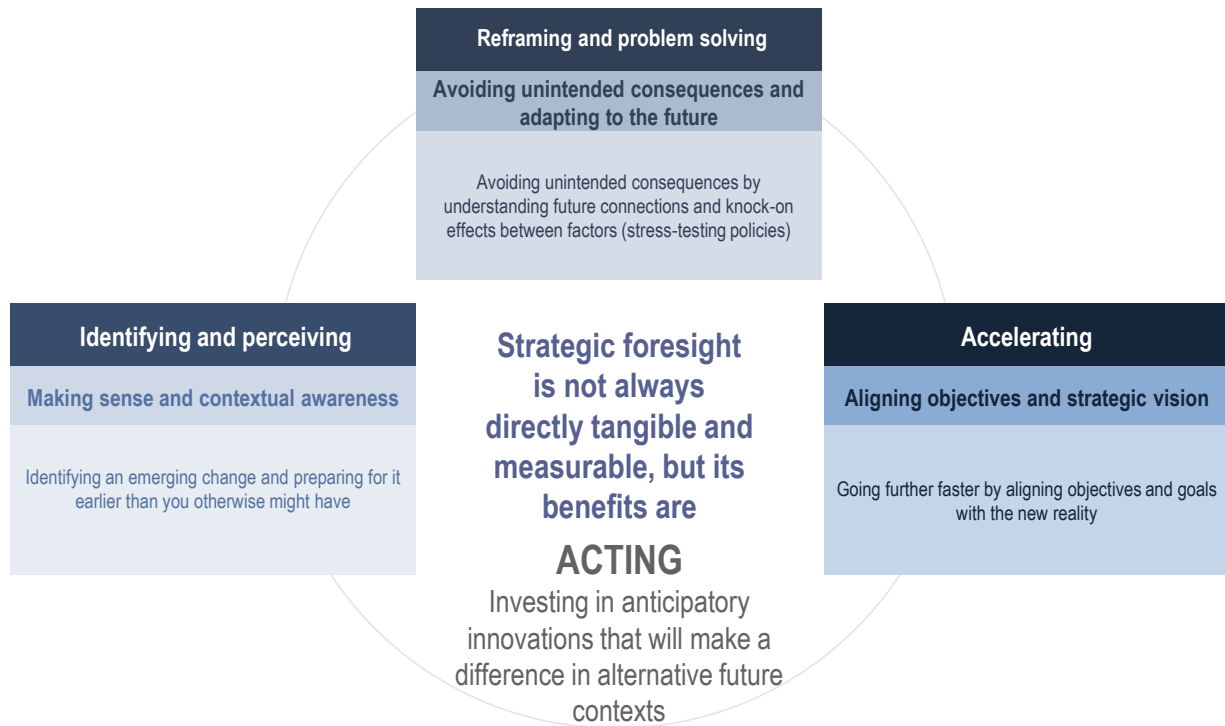 Reframing and problem solving
Avoiding unintended consequences and
adapting to the future
Avoiding unintended consequences by
understanding future connections and knock-on
effects between factors (stress-testing policies)
Identifying and perceiving
Making sense and contextual awareness
Identifying an emerging change and preparing for it
earlier than you otherwise might have
Strategic foresight
is not always
directly tangible and
measurable, but its
benefits are
ACTING
Investing in anticipatory
innovations that will make a
difference in alternative future
contexts
Accelerating
Aligning objectives and strategic vision
Going further faster by aligning objectives and goals
with the new reality